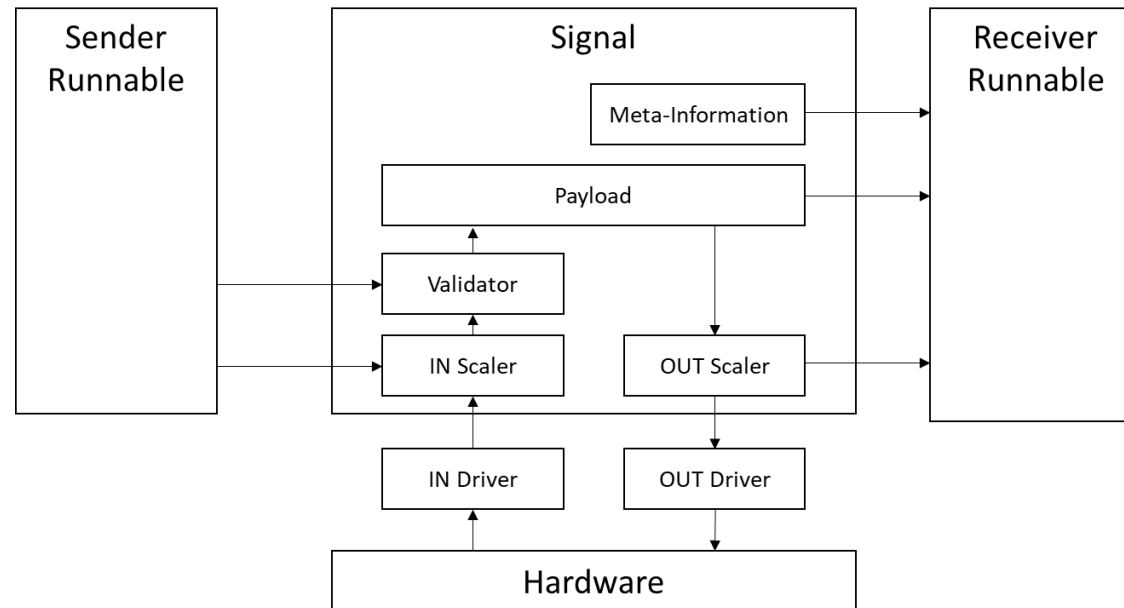 Sender
Runnable
Signal
Receiver
Runnable
Meta-Information
Payload
Validator
IN Scaler
OUT Scaler
IN Driver
OUT Driver
Hardware